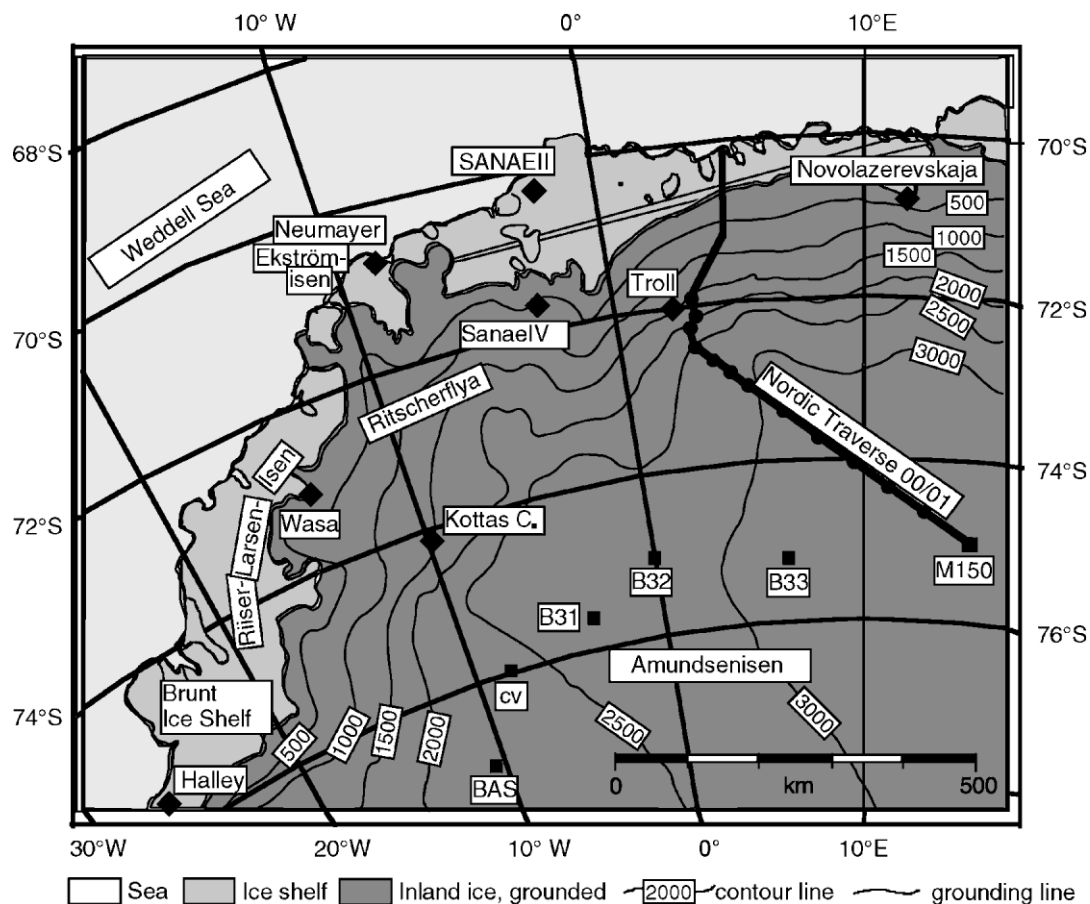 10° W
0°
10°E
68°S
70°S
Weddell Sea
SANAEII
Novolazerevskaja
500
Neumayer
Ekström-
isen
1000
1500
Troll
2000
2500
72°S
70°S
SanaeIV
3000
Ritscherflya
Nordic Traverse 00/01
74°S
isen
Larsen-
Riiser-
Wasa
Kottas C.
72°S
B32
B33
M150
B31
76°S
Amundsenisen
cv
Brunt
Ice Shelf
74°S
500
1000
1500
2000
2500
3000
Halley
BAS
0
km
500
30°W
20°W
10° W
0°
10°E
Sea
Ice shelf
Inland ice, grounded
2000
contour line
grounding line